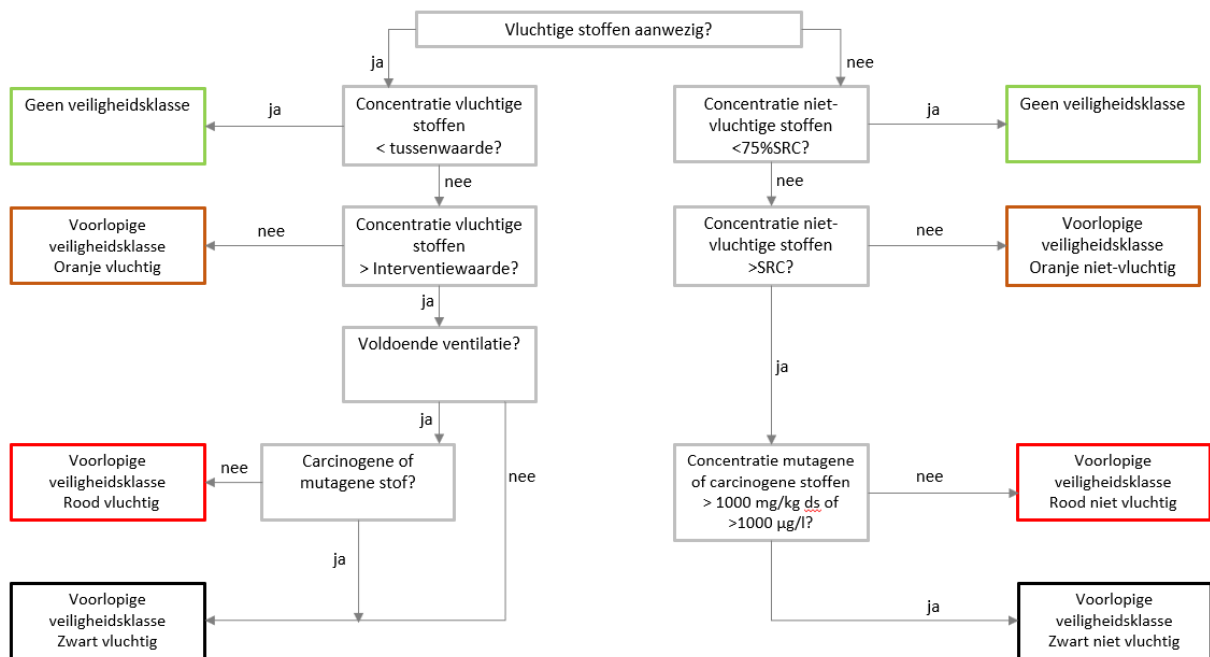 Vluchtige stoffen aanwezig?
ja
nee
Geen veiligheidsklasse
ja
Concentratie vluchtige
stoffen
< tussenwaarde?
Concentratie niet-
vluchtige stoffen
<75%SRC?
ja
Geen veiligheidsklasse
nee
nee
Voorlopige
veiligheidsklasse
Oranje vluchtig
nee
Concentratie vluchtige
stoffen
> Interventiewaarde?
Concentratie niet-
vluchtige stoffen
>SRC?
nee
Voorlopige
veiligheidsklasse
Oranje niet-vluchtig
ja
Voldoende ventilatie?
ja
ja
Voorlopige
veiligheidsklasse
Rood vluchtig
nee
Carcinogene of
mutagene stof?
nee
Concentratie mutagene
of carcinogene stoffen
> 1000 mg/kg ds of
>1000 µg/l?
nee
Voorlopige
veiligheidsklasse
Rood niet vluchtig
ja
Voorlopige
veiligheidsklasse
Zwart vluchtig
ja
Voorlopige
veiligheidsklasse
Zwart niet vluchtig